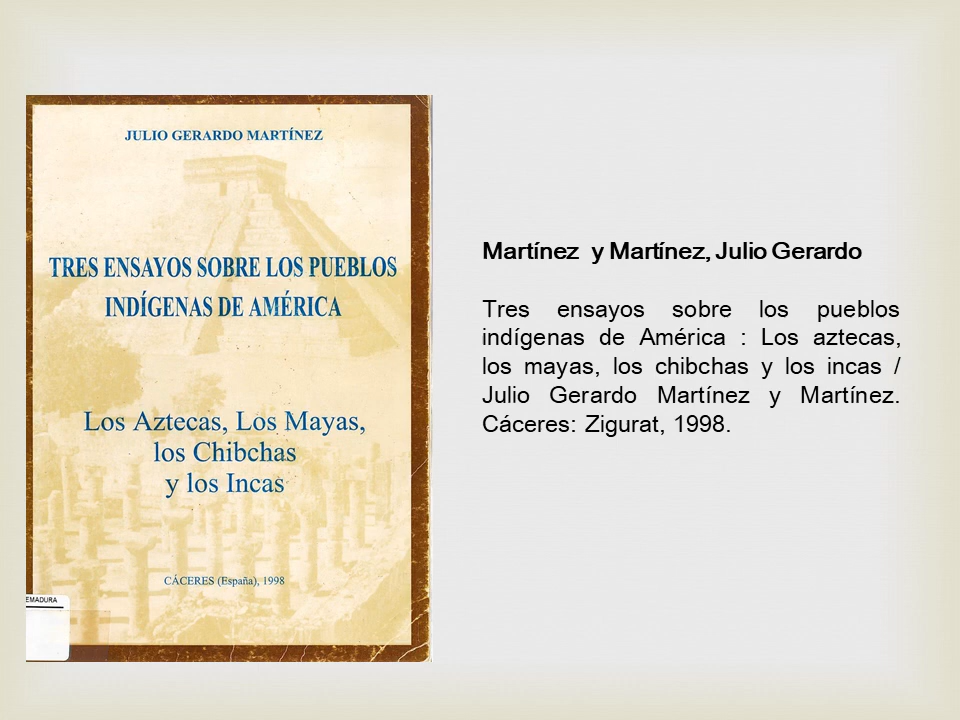 JULIO GERARDO MARTÍNEZ
TRES ENSAYOS SOBRE LOS PUEBLOS
INDÍGENAS DE AMÉRICA
Los Aztecas, Los Mayas,
los Chibchas
y los Incas
CÁCERES (España), 1998
EMADURA
Martínez y Martínez, Julio Gerardo
Tres ensayos sobre los pueblos
indígenas de América : Los aztecas,
los mayas, los chibchas y los incas /
Julio Gerardo Martínez y Martínez.
Cáceres: Zigurat, 1998.